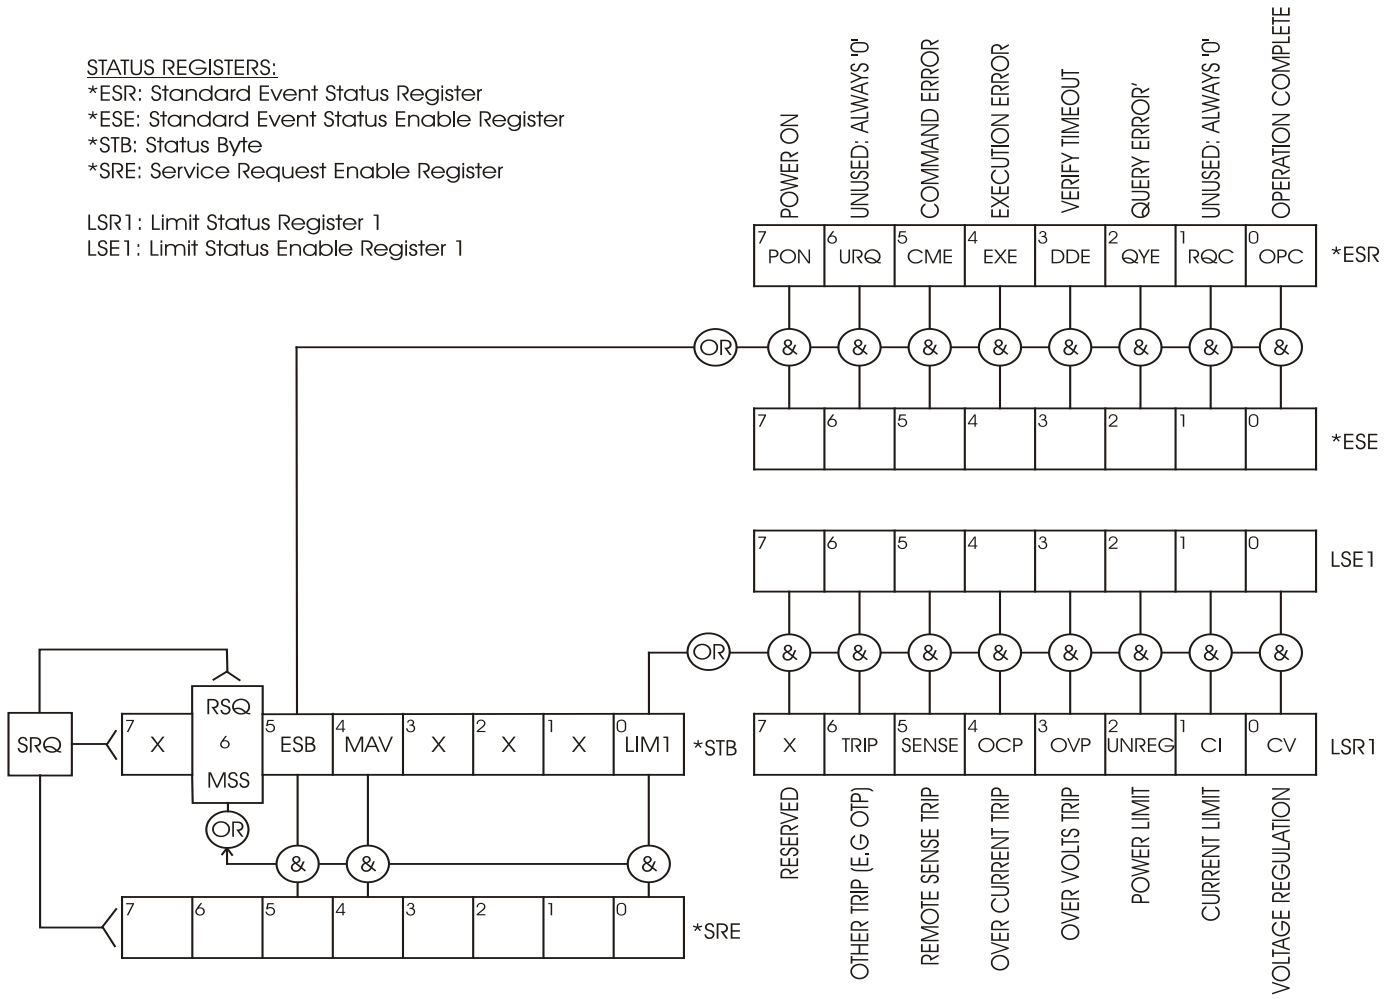 STATUS REGISTERS:
*ESR: Standard Event Status Register
*ESE: Standard Event Status Enable Register
*STB: Status Byte
*SRE: Service Request Enable Register
LSR1: Limit Status Register 1
LSE1: Limit Status Enable Register 1
POWER ON
UNUSED: ALWAYS '0'
COMMAND ERROR
EXECUTION ERROR
VERIFY TIMEOUT
QUERY ERROR'
UNUSED: ALWAYS '0'
OPERATION COMPLETE
7 6 5 4 3 2 1 0
PON URQ CME EXE DDE QYE RQC OPC *ESR
OR & & & & & & & &
7 6 5 4 3 2 1 0 *ESE
7 6 5 4 3 2 1 0 LSE1
OR & & & & & & & &
SRQ
7 RSQ 5 4 3 2 1 0
X 6 ESB MAV X X X LIM1 *STB
MSS
7 6 5 4 3 2 1 0
X TRIP SENSE OCP OVP UNREG CI CV LSR1
OR
& & &
7 6 5 4 3 2 1 0 *SRE
RESERVED
OTHER TRIP (E.G OTP)
REMOTE SENSE TRIP
OVER CURRENT TRIP
OVER VOLTS TRIP
POWER LIMIT
CURRENT LIMIT
VOLTAGE REGULATION